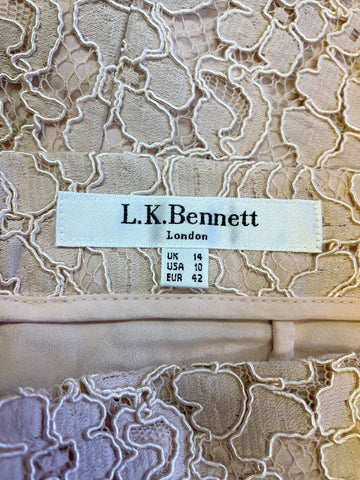 L.K.Bennett
London
UK 14
USA 10
EUR 42